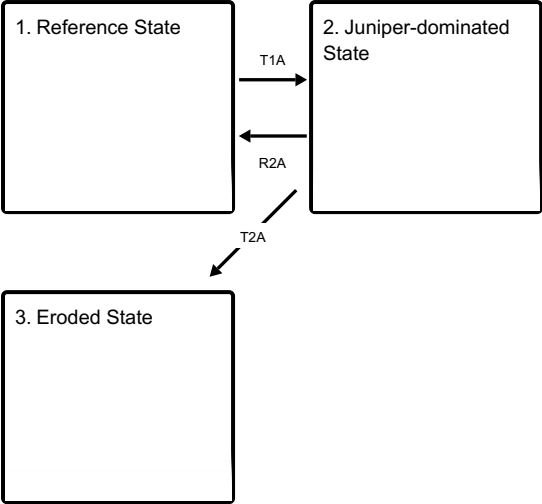 1. Reference State
2. Juniper-dominated
State
T1A
R2A
T2A
3. Eroded State